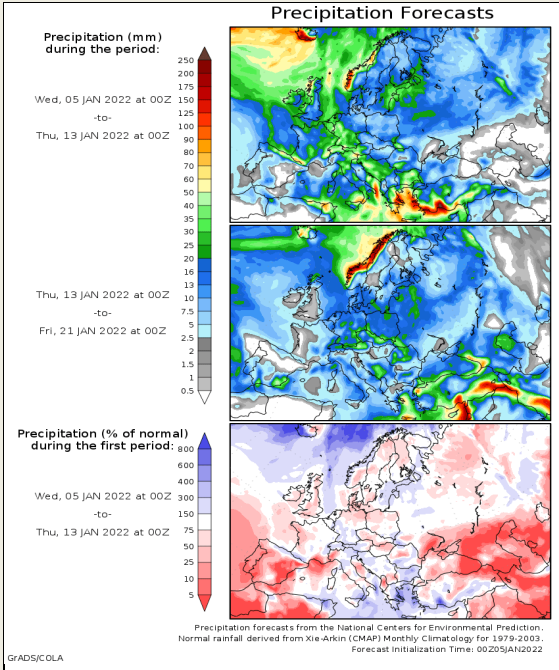 Precipitation Forecasts
Precipitation (mm)
during the period:
Wed, 05 JAN 2022 at 00Z
-to-
Thu, 13 JAN 2022 at 00Z
250
200
175
150
125
100
90
80
70
60
50
40
35
30
25
20
16
13
10
7.5
5
2.5
2
1.5
1
0.5
Thu, 13 JAN 2022 at 00Z
-to-
Fri, 21 JAN 2022 at 00Z
Precipitation (% of normal)
during the first period:
Wed, 05 JAN 2022 at 00Z
-to-
Thu, 13 JAN 2022 at 00Z
800
600
400
300
150
75
50
25
10
5
Precipitation forecasts from the National Centers for Environmental Prediction.
Normal rainfall derived from Xie-Arkin (CMAP) Monthly Climatology for 1979-2003.
Forecast Initialization Time: 00Z05JAN2022
GrADS/COLA